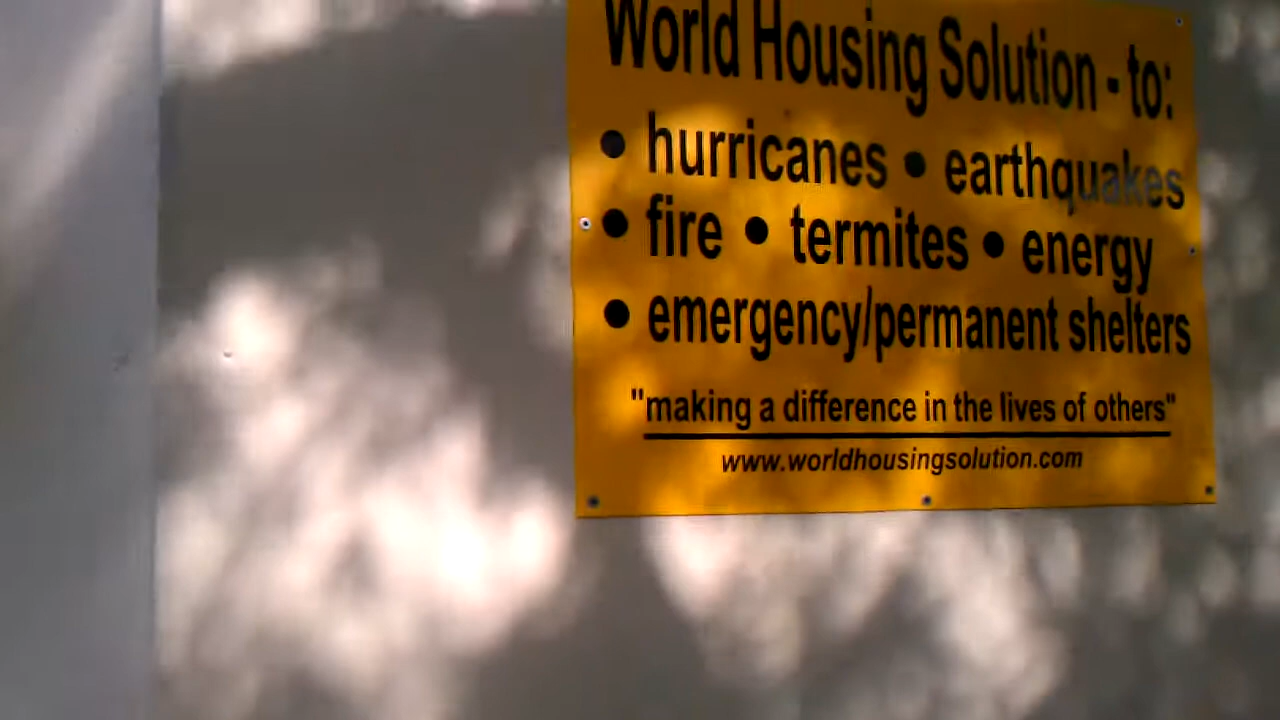 World Housing Solution - to:
• hurricanes • earthquakes
• fire • termites • energy
• emergency/permanent shelters
"making a difference in the lives of others"
www.worldhousingsolution.com